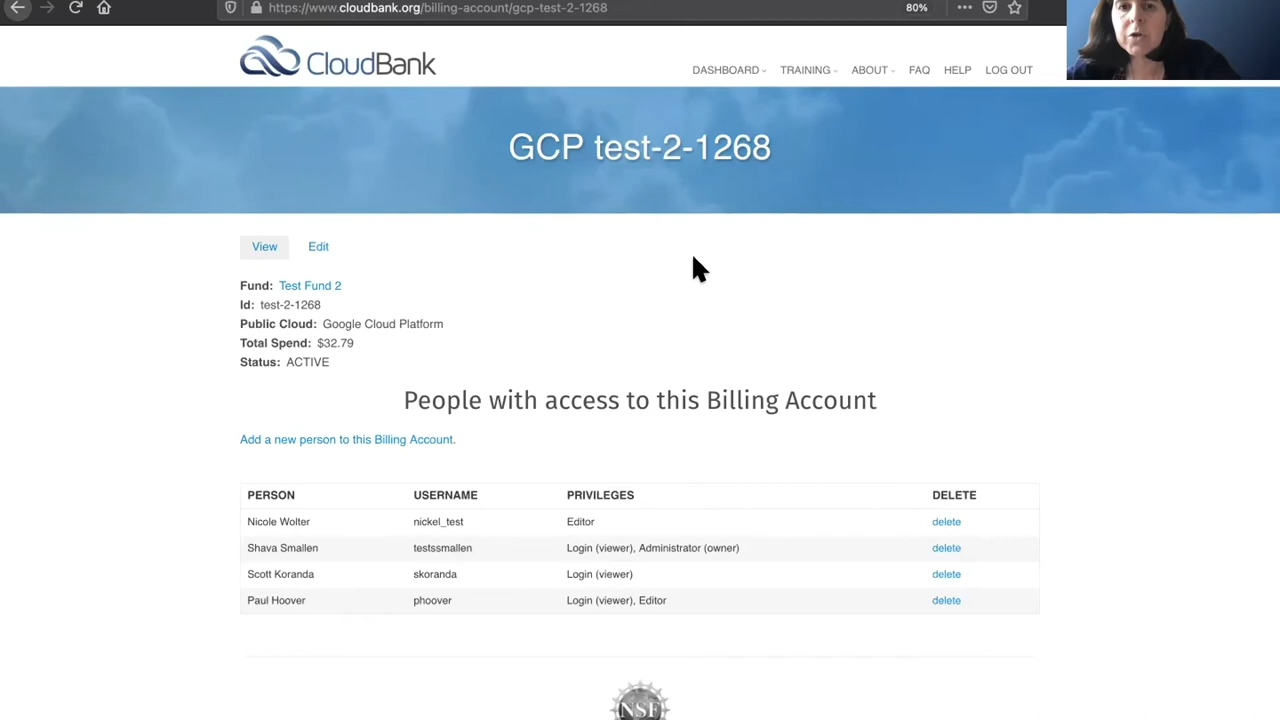 https://www.cloudbank.org/billing-account/gcp-test-2-1268 80%
CloudBank
DASHBOARD TRAINING ABOUT FAQ HELP LOG OUT
GCP test-2-1268
View Edit
Fund: Test Fund 2
Id: test-2-1268
Public Cloud: Google Cloud Platform
Total Spend: $32.79
Status: ACTIVE
People with access to this Billing Account
Add a new person to this Billing Account.
PERSON USERNAME PRIVILEGES DELETE
Nicole Wolter nickel_test Editor delete
Shava Smallen testssmallen Login (viewer), Administrator (owner) delete
Scott Koranda skoranda Login (viewer) delete
Paul Hoover phoover Login (viewer), Editor delete
NSF